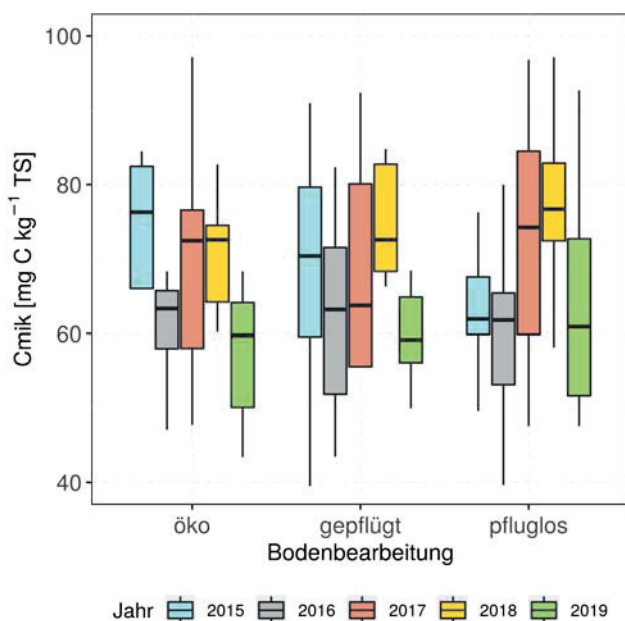 100
80
60
40
Cmik [mg C kg⁻¹ TS]
öko gepflügt pfluglos
Bodenbearbeitung
Jahr 2015 2016 2017 2018 2019